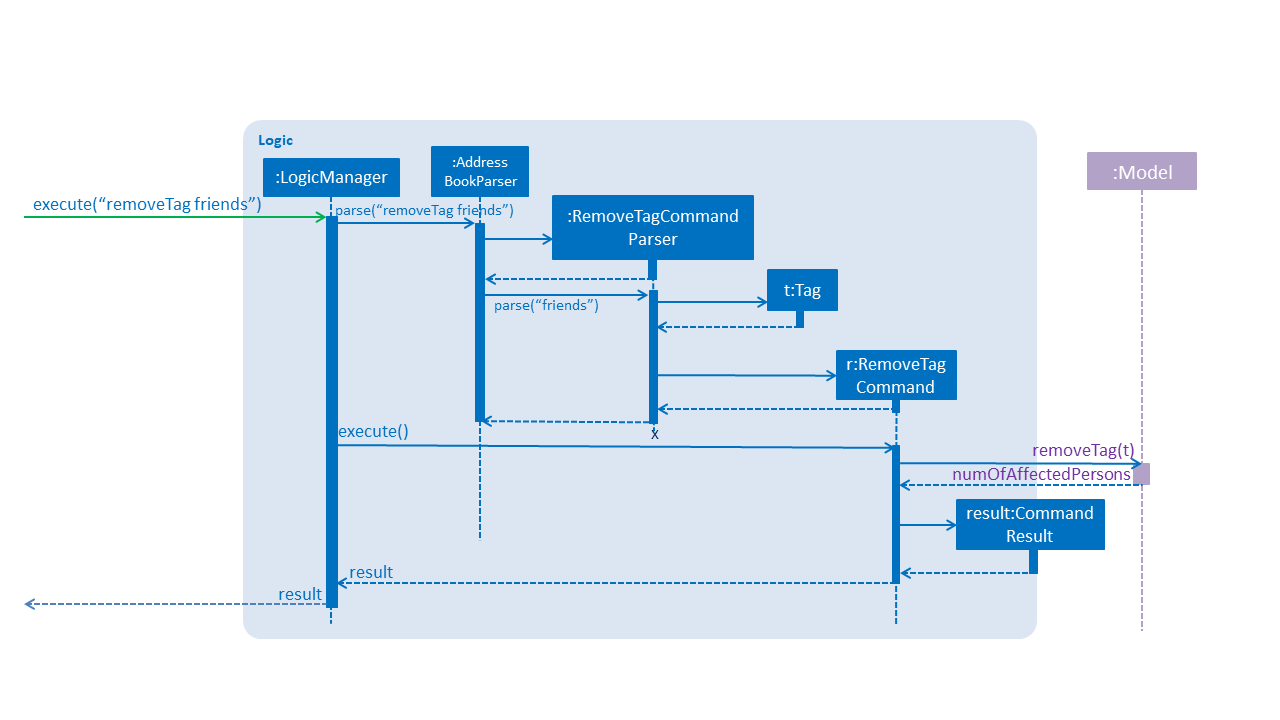 Logic
:LogicManager
:Address
BookParser
:Model
execute(“removeTag friends”)
parse(“removeTag friends”)
:RemoveTagCommand
Parser
t:Tag
parse(“friends”)
r:RemoveTag
Command
x
execute()
removeTag(t)
numOfAffectedPersons
result:Command
Result
result
result